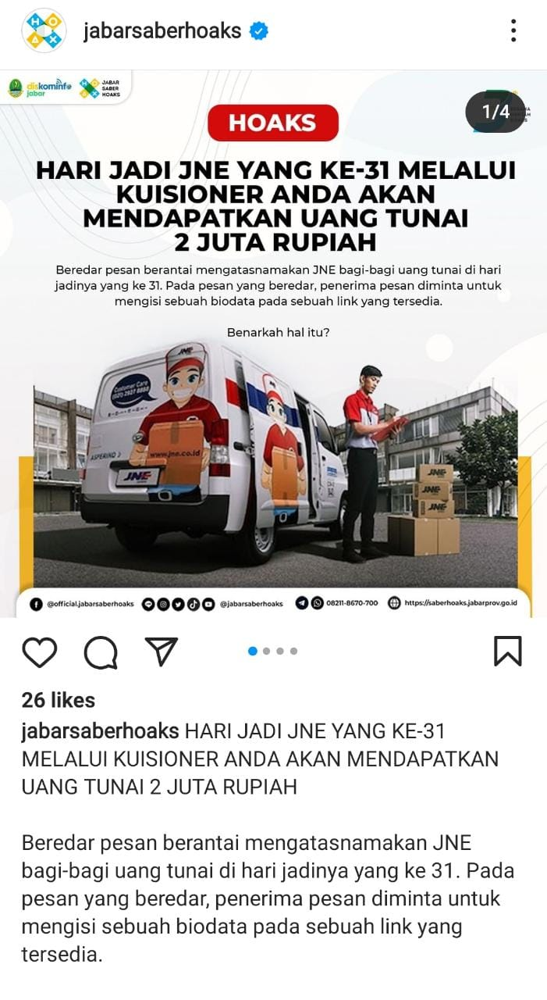 jabarsaberhoaks
diskominfo
jabar
JABAR
SABER
HOAKS
1/4
HOAKS
HARI JADI JNE YANG KE-31 MELALUI
KUISIONER ANDA AKAN
MENDAPATKAN UANG TUNAI
2 JUTA RUPIAH
Beredar pesan berantai mengatasnamakan JNE bagi-bagi uang tunai di hari
jadinya yang ke 31. Pada pesan yang beredar, penerima pesan diminta untuk
mengisi sebuah biodata pada sebuah link yang tersedia.
Benarkah hal itu?
JNE
Customer Care
(021) 2927 8888
ASPERINDO
www.jne.co.id
JNE
JNE
JNE
JNE
@official.jabarsaberhoaks
@jabarsaberhoaks
08211-8670-700
https://saberhoaks.jabarprov.go.id
26 likes
jabarsaberhoaks HARI JADI JNE YANG KE-31
MELALUI KUISIONER ANDA AKAN MENDAPATKAN
UANG TUNAI 2 JUTA RUPIAH
Beredar pesan berantai mengatasnamakan JNE
bagi-bagi uang tunai di hari jadinya yang ke 31. Pada
pesan yang beredar, penerima pesan diminta untuk
mengisi sebuah biodata pada sebuah link yang
tersedia.